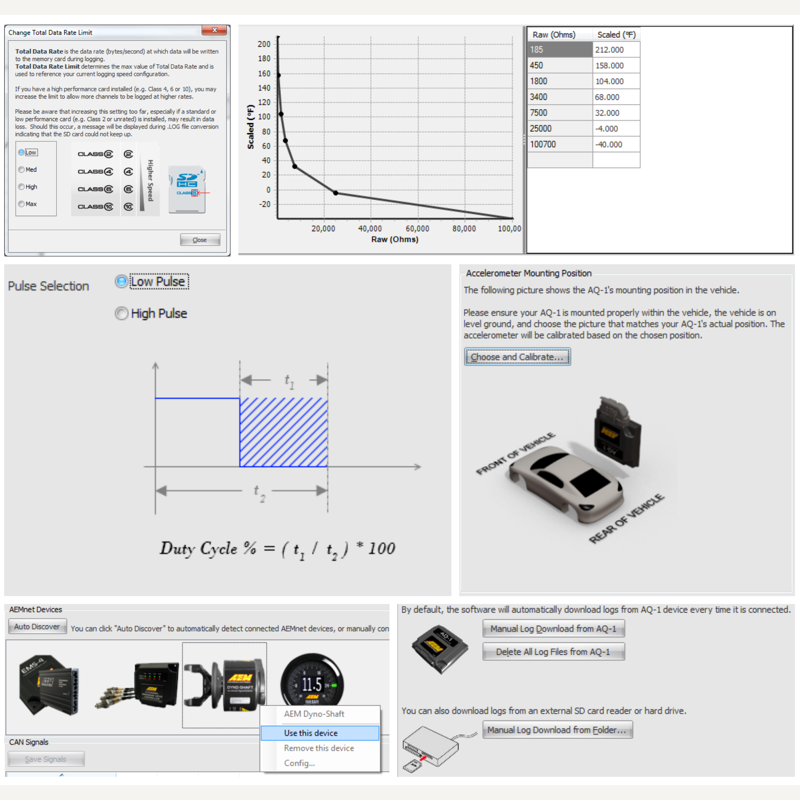 Change Total Data Rate Limit
Total Data Rate is the data rate (bytes/second) at which data will be written
to the memory card during logging.
Total Data Rate Limit determines the max value of Total Data Rate and is
used to reference your current logging speed configuration.
If you have a high performance card installed (e.g. Class 4, 6 or 10), you may
increase the limit to allow more channels to be logged at higher rates.
Please be aware that increasing this setting too far, especially if a standard or
low performance card (e.g. Class 2 or unrated) is installed, may result in data
loss. Should this occur, a message will be displayed during .LOG file conversion
indicating that the SD card could not keep up.
Low
Med
High
Max
CLASS 2
CLASS 4
CLASS 6
CLASS 10
Higher Speed
SD
HC
CLASS
Close
Scaled (°F)
200
180
160
140
120
100
80
60
40
20
0
-20
20,000 40,000 60,000 80,000 100,00
Raw (Ohms)
Raw (Ohms) Scaled (°F)
185 212.000
450 158.000
1800 104.000
3400 68.000
7500 32.000
25000 -4.000
100700 -40.000
Pulse Selection
Low Pulse
High Pulse
t1
t2
Duty Cycle % = ( t1 / t2 ) * 100
Accelerometer Mounting Position
The following picture shows the AQ-1's mounting position in the vehicle.
Please ensure your AQ-1 is mounted properly within the vehicle, the vehicle is on
level ground, and choose the picture that matches your AQ-1's actual position. The
accelerometer will be calibrated based on the chosen position.
Choose and Calibrate...
AEM
FRONT OF VEHICLE
REAR OF VEHICLE
AEMnet Devices
Auto Discover
You can click "Auto Discover" to automatically detect connected AEMnet devices, or manually con
EMS-4
AEM
AEM
DYNO-SHAFT
11.5
AEM Dyno-Shaft
Use this device
Remove this device
Config...
CAN Signals
Save Signals
By default, the software will automatically download logs from AQ-1 device every time it is connected.
AQ-1
AEM
Manual Log Download from AQ-1
Delete All Log Files from AQ-1
You can also download logs from an external SD card reader or hard drive.
Manual Log Download from Folder...